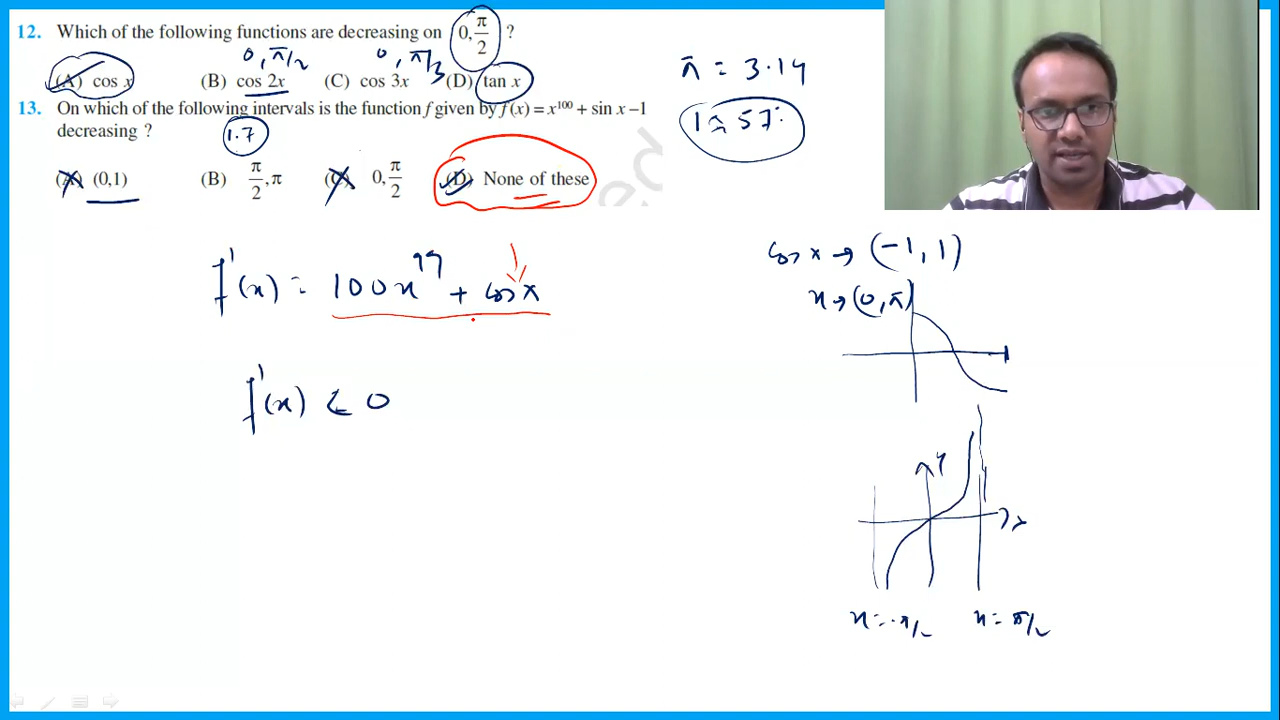 12. Which of the following functions are decreasing on (0, π/2) ?
0, π/2 0, π/3
(A) cos x (B) cos 2x (C) cos 3x (D) tan x
13. On which of the following intervals is the function f given by f(x) = x¹⁰⁰ + sin x –1
decreasing ?
1.7
(A) (0,1) (B) π/2, π (C) 0, π/2 (D) None of these
π = 3.14
1.57
f'(x) = 100x⁹⁹ + cos x
f'(x) < 0
cos x → (-1, 1)
x → (0, π)
y
x
x = -π/2 x = π/2